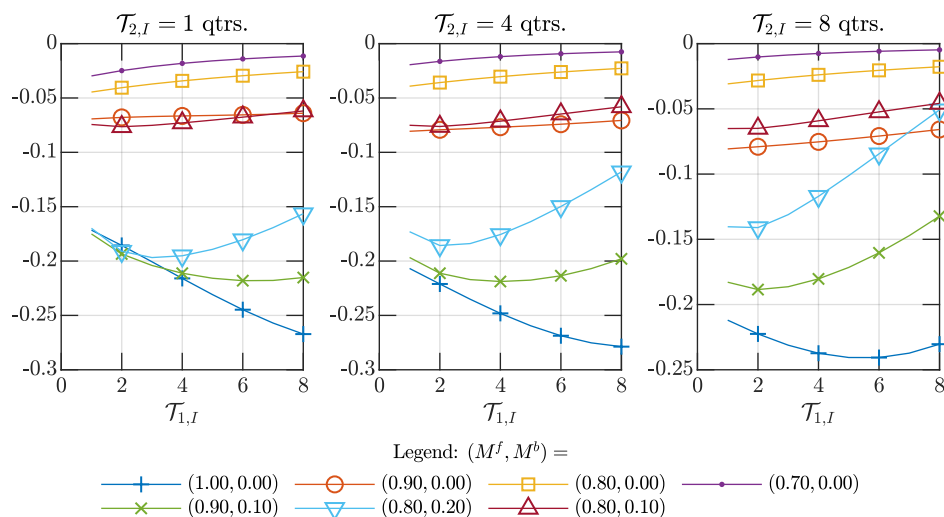 𝒯₂,I = 1 qtrs. 𝒯₂,I = 4 qtrs. 𝒯₂,I = 8 qtrs.
0 0 0
-0.05 -0.05 -0.05
-0.1 -0.1 -0.1
-0.15 -0.15 -0.15
-0.2 -0.2 -0.2
-0.25 -0.25 -0.25
-0.3 -0.3
0 2 4 6 8 0 2 4 6 8 0 2 4 6 8
𝒯₁,I 𝒯₁,I 𝒯₁,I
Legend: (Mᶠ, Mᵇ) =
(1.00, 0.00) (0.90, 0.00) (0.80, 0.00) (0.70, 0.00)
(0.90, 0.10) (0.80, 0.20) (0.80, 0.10)